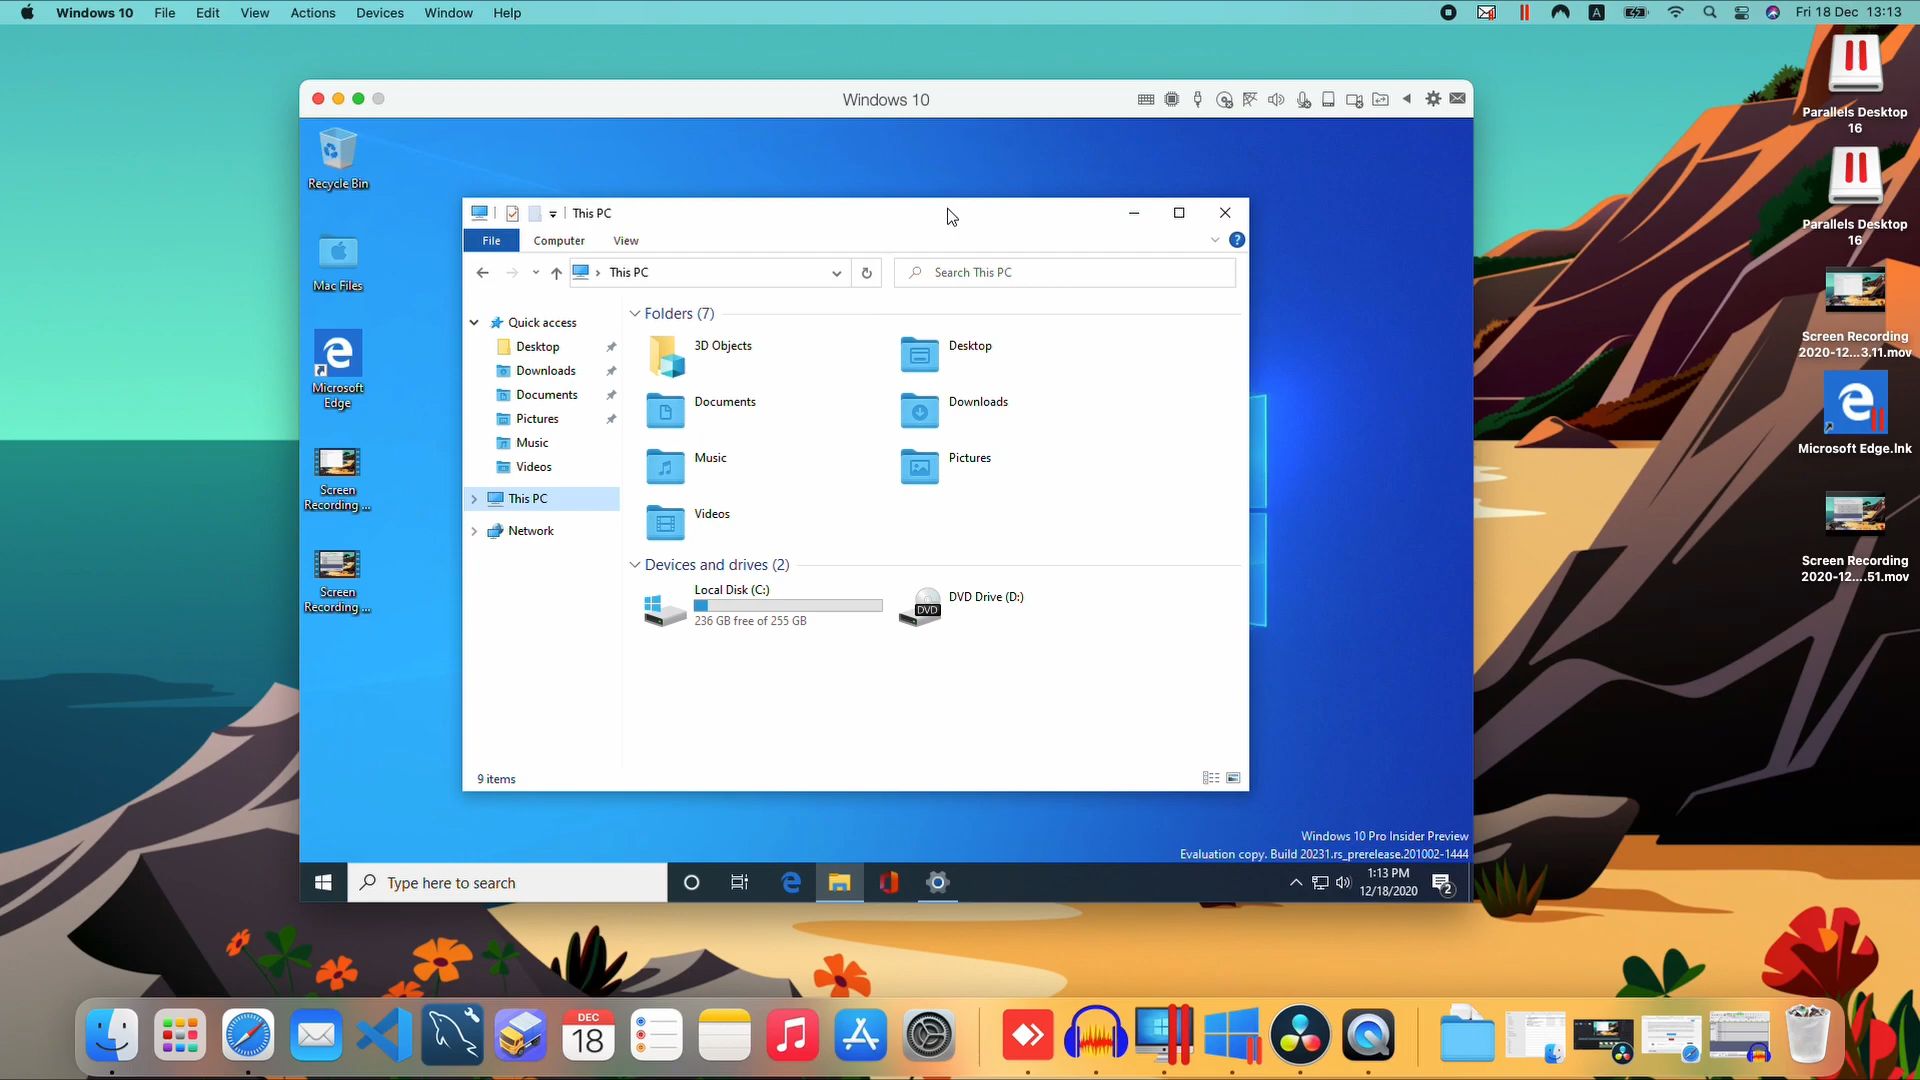 Windows 10 File Edit View Actions Devices Window Help
A
Fri 18 Dec 13:13
Windows 10
Recycle Bin
Mac Files
Microsoft
Edge
Screen
Recording ...
Screen
Recording ...
This PC
File Computer View
?
This PC
Search This PC
Quick access
Desktop
Downloads
Documents
Pictures
Music
Videos
This PC
Network
Folders (7)
3D Objects
Desktop
Documents
Downloads
Music
Pictures
Videos
Devices and drives (2)
Local Disk (C:)
236 GB free of 255 GB
DVD
DVD Drive (D:)
9 items
Windows 10 Pro Insider Preview
Evaluation copy. Build 20231.rs_prerelease.201002-1444
Type here to search
1:13 PM
12/18/2020
2
Parallels Desktop
16
Parallels Desktop
16
Screen Recording
2020-12...3.11.mov
Microsoft Edge.lnk
Screen Recording
2020-12....51.mov
DEC
18